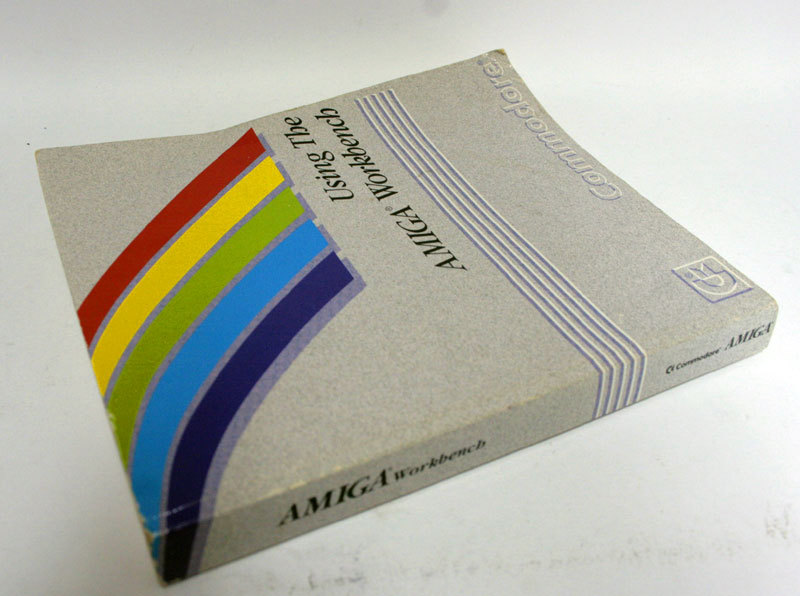 Commodore®
Using The
AMIGA® Workbench
AMIGA® Workbench
Commodore® AMIGA